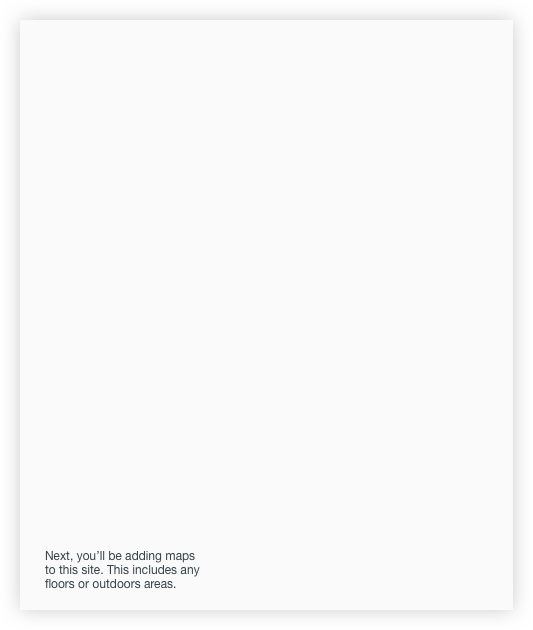 Next, you’ll be adding maps
to this site. This includes any
floors or outdoors areas.